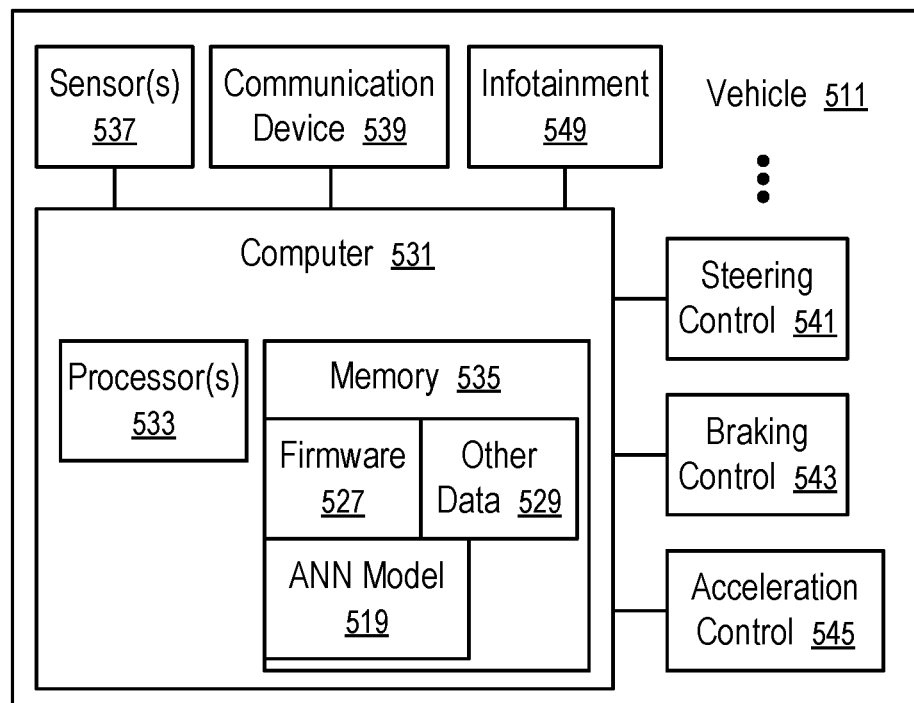 Sensor(s)
537
Communication
Device 539
Infotainment
549
Vehicle 511
Computer 531
Steering
Control 541
Processor(s)
533
Memory 535
Firmware
527
Other
Data 529
Braking
Control 543
ANN Model
519
Acceleration
Control 545